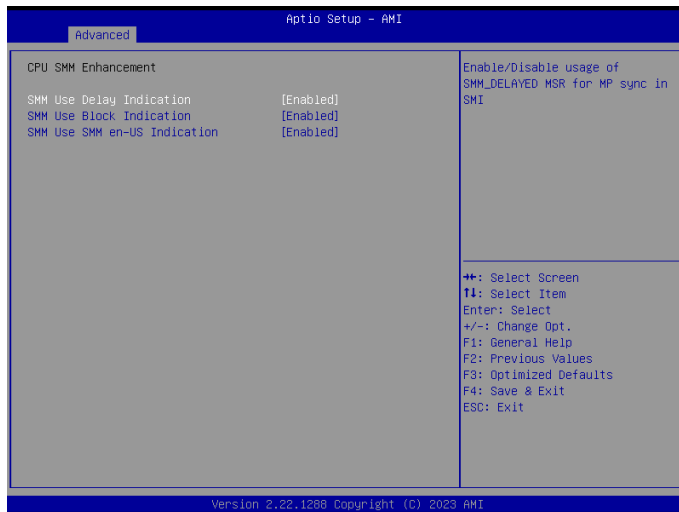 Aptio Setup – AMI
Advanced
CPU SMM Enhancement
SMM Use Delay Indication [Enabled]
SMM Use Block Indication [Enabled]
SMM Use SMM en-US Indication [Enabled]
Enable/Disable usage of
SMM_DELAYED MSR for MP sync in
SMI
→←: Select Screen
↑↓: Select Item
Enter: Select
+/-: Change Opt.
F1: General Help
F2: Previous Values
F3: Optimized Defaults
F4: Save & Exit
ESC: Exit
Version 2.22.1288 Copyright (C) 2023 AMI